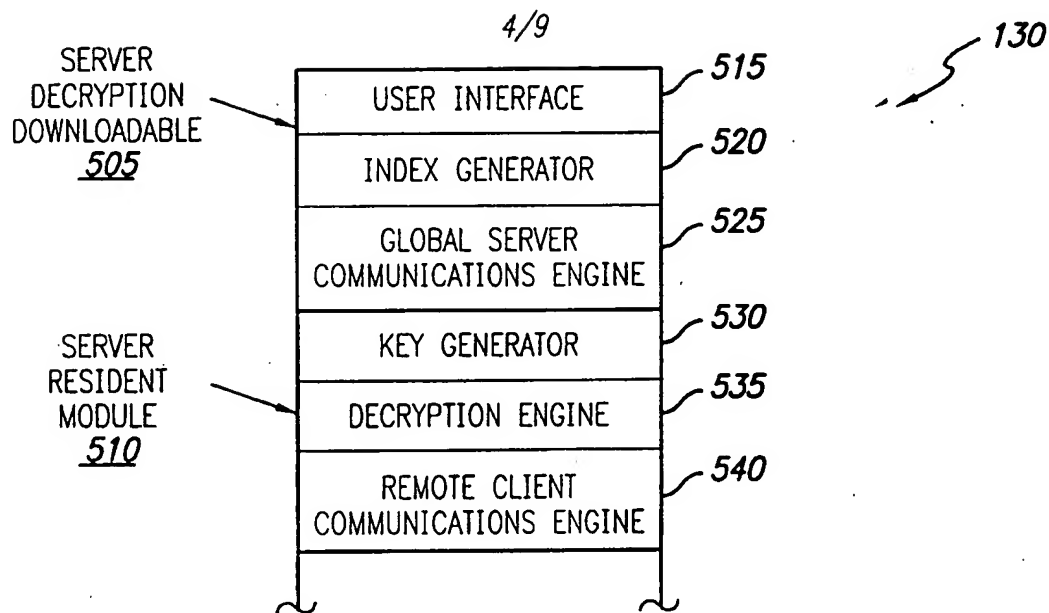 4/9
130
SERVER
DECRYPTION
DOWNLOADABLE
505
USER INTERFACE
515
INDEX GENERATOR
520
GLOBAL SERVER
COMMUNICATIONS ENGINE
525
SERVER
RESIDENT
MODULE
510
KEY GENERATOR
530
DECRYPTION ENGINE
535
REMOTE CLIENT
COMMUNICATIONS ENGINE
540